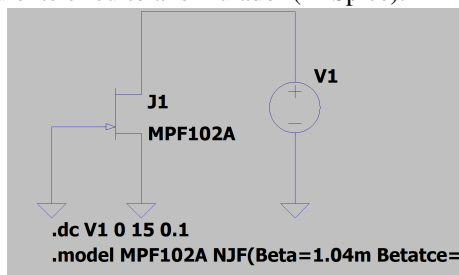 V1
J1
MPF102A
.dc V1 0 15 0.1
.model MPF102A NJF(Beta=1.04m Betatce=